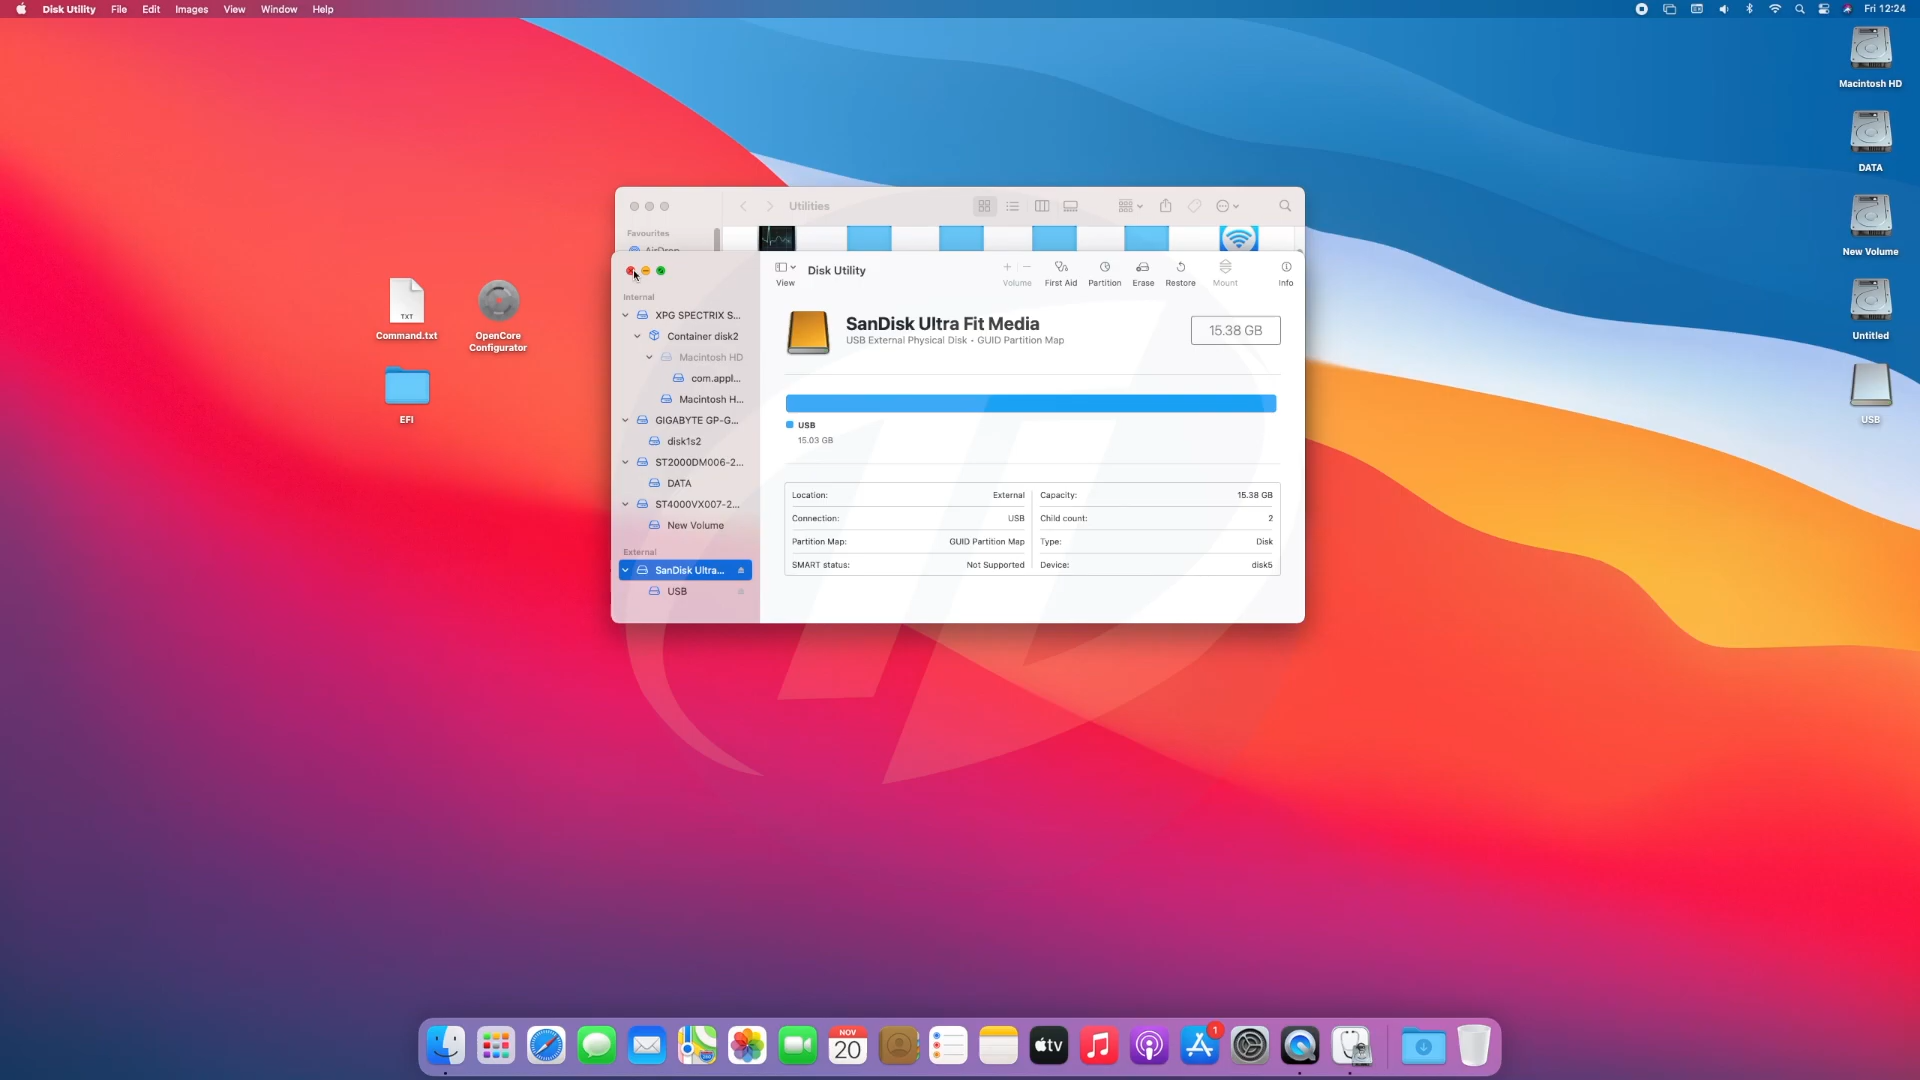 Disk Utility File Edit Images View Window Help Fri 12:24
Macintosh HD
DATA
New Volume
Untitled
USB
TXT
Command.txt
OpenCore
Configurator
EFI
Utilities
Favourites
AirDrop
View
Disk Utility
Volume First Aid Partition Erase Restore Mount Info
Internal
XPG SPECTRIX S...
Container disk2
Macintosh HD
com.appl...
Macintosh H...
GIGABYTE GP-G...
disk1s2
ST2000DM006-2...
DATA
ST4000VX007-2...
New Volume
External
SanDisk Ultra...
USB
SanDisk Ultra Fit Media
USB External Physical Disk • GUID Partition Map
15.38 GB
USB
15.03 GB
Location: External Capacity: 15.38 GB
Connection: USB Child count: 2
Partition Map: GUID Partition Map Type: Disk
SMART status: Not Supported Device: disk5
NOV
20
tv
1